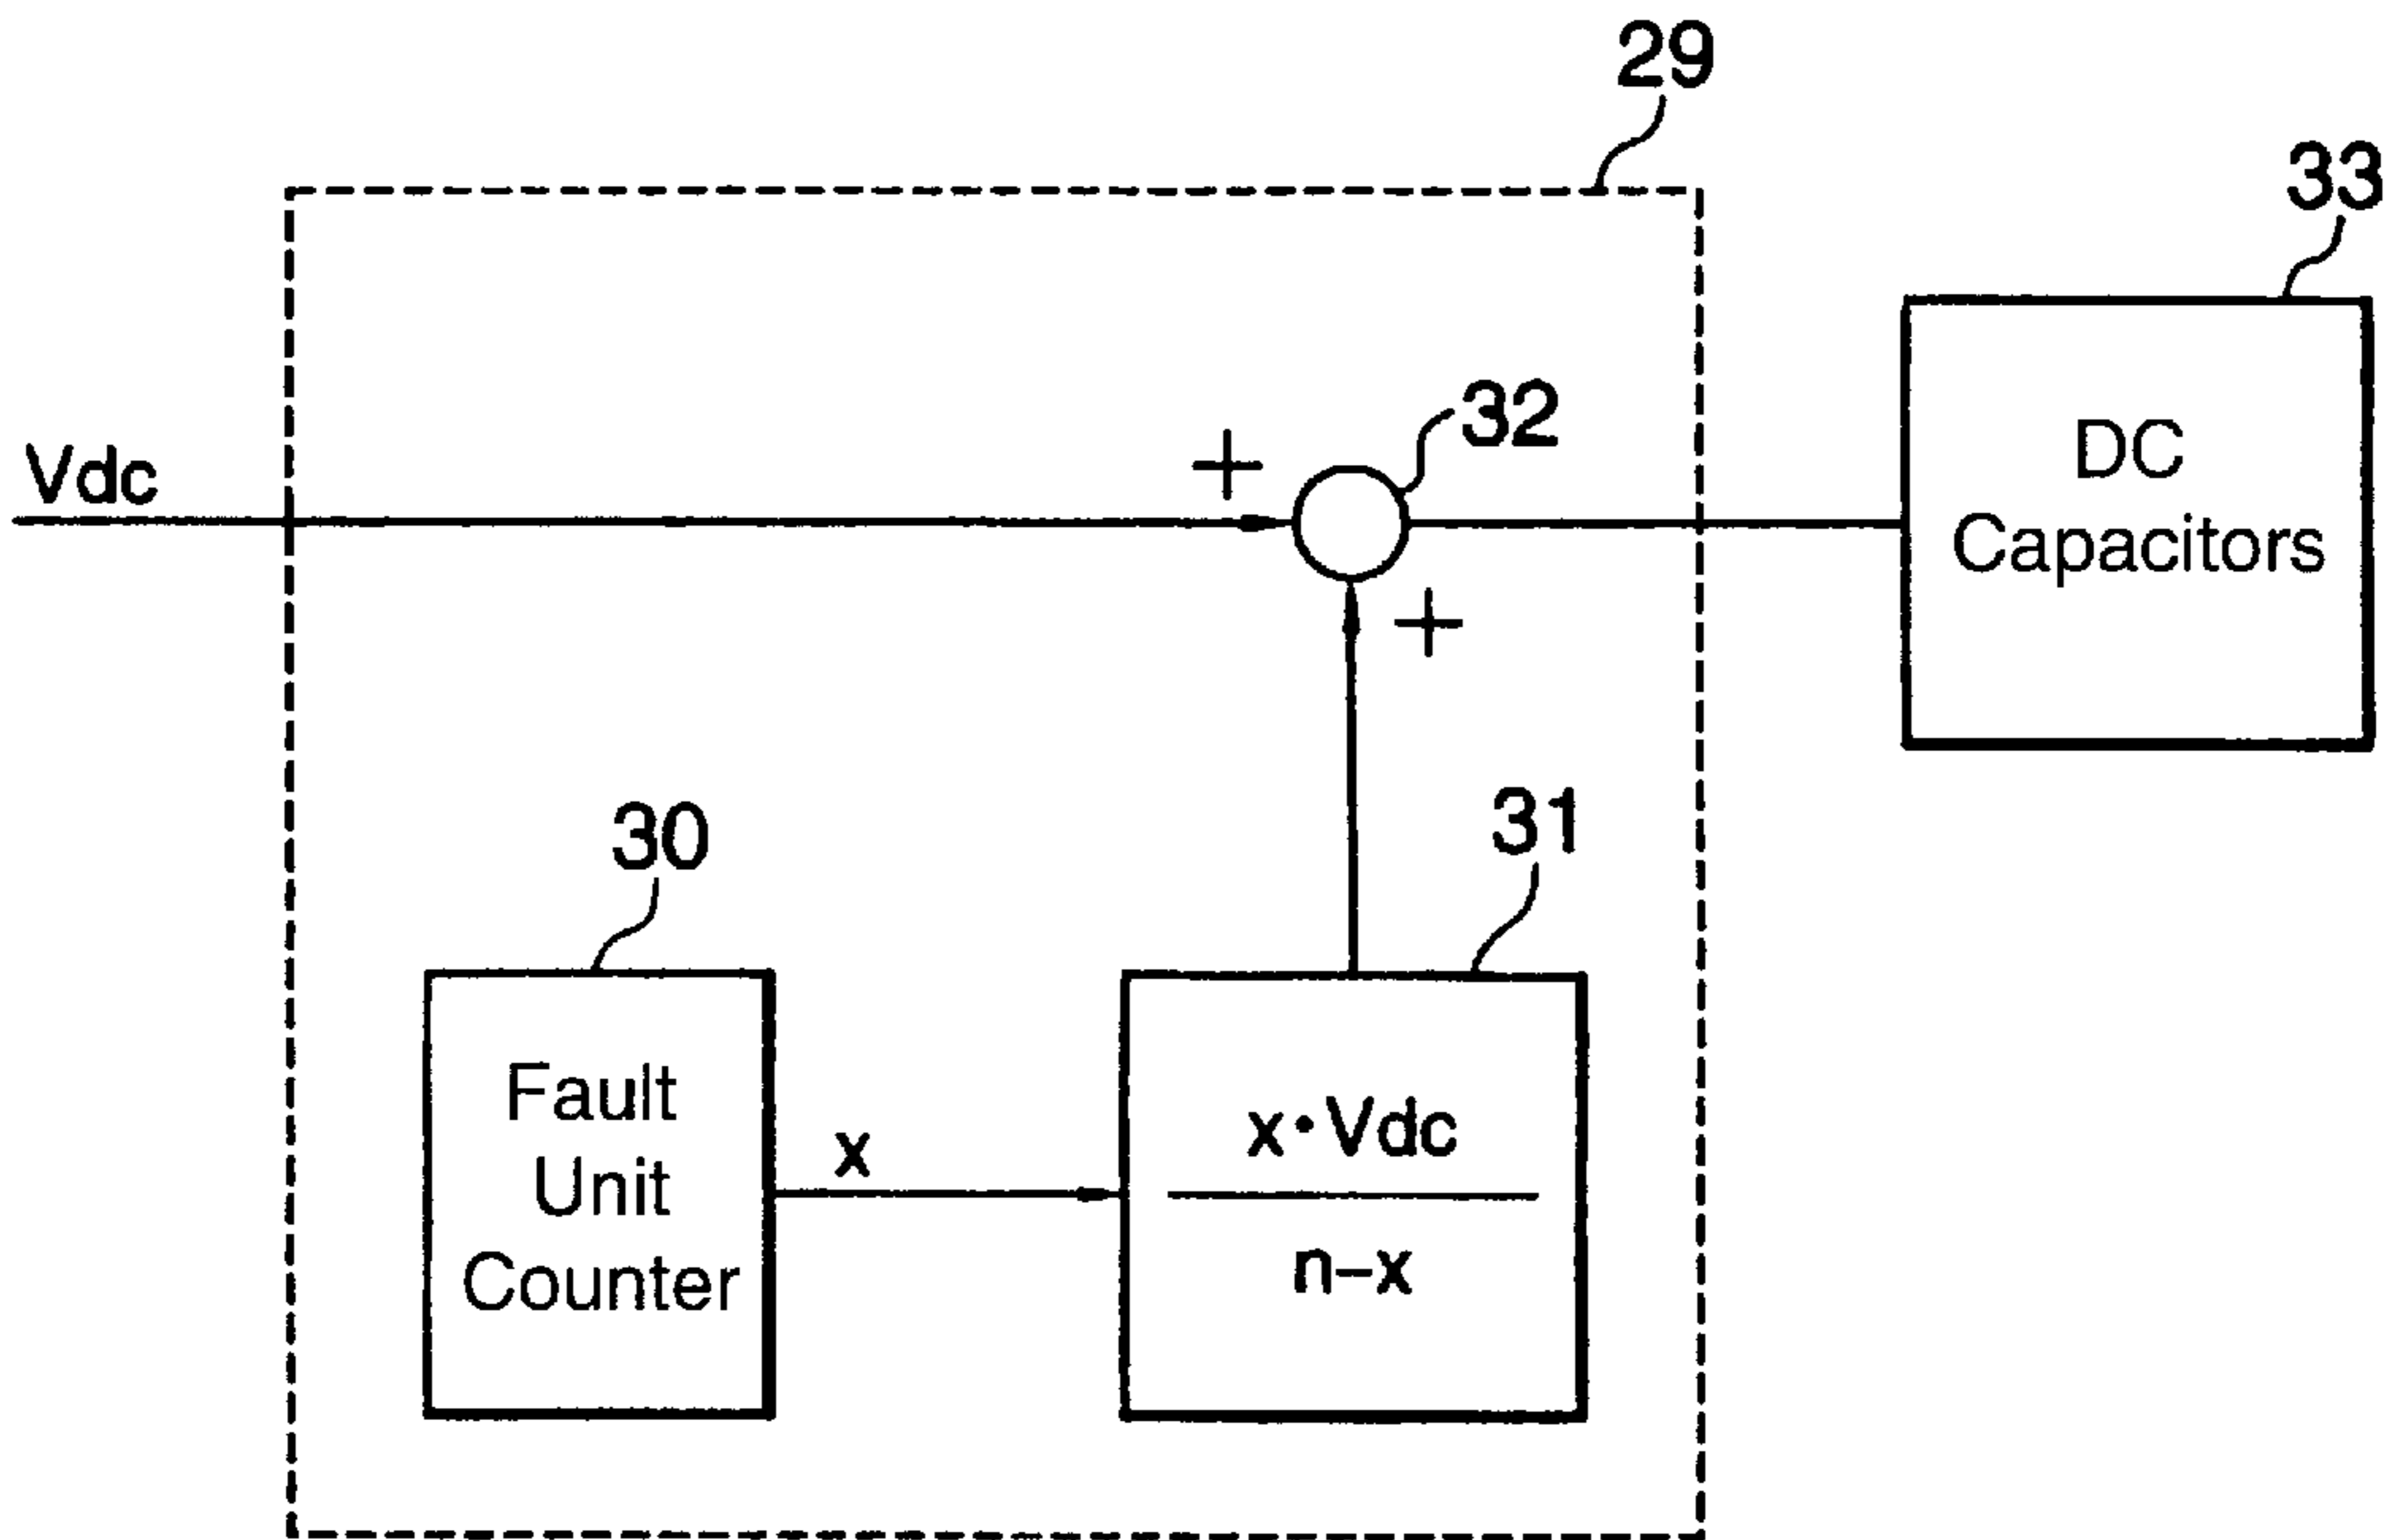 29
33
32
+
Vdc
DC
Capacitors
+
30
31
Fault
Unit
Counter
x
x•Vdc
n–x